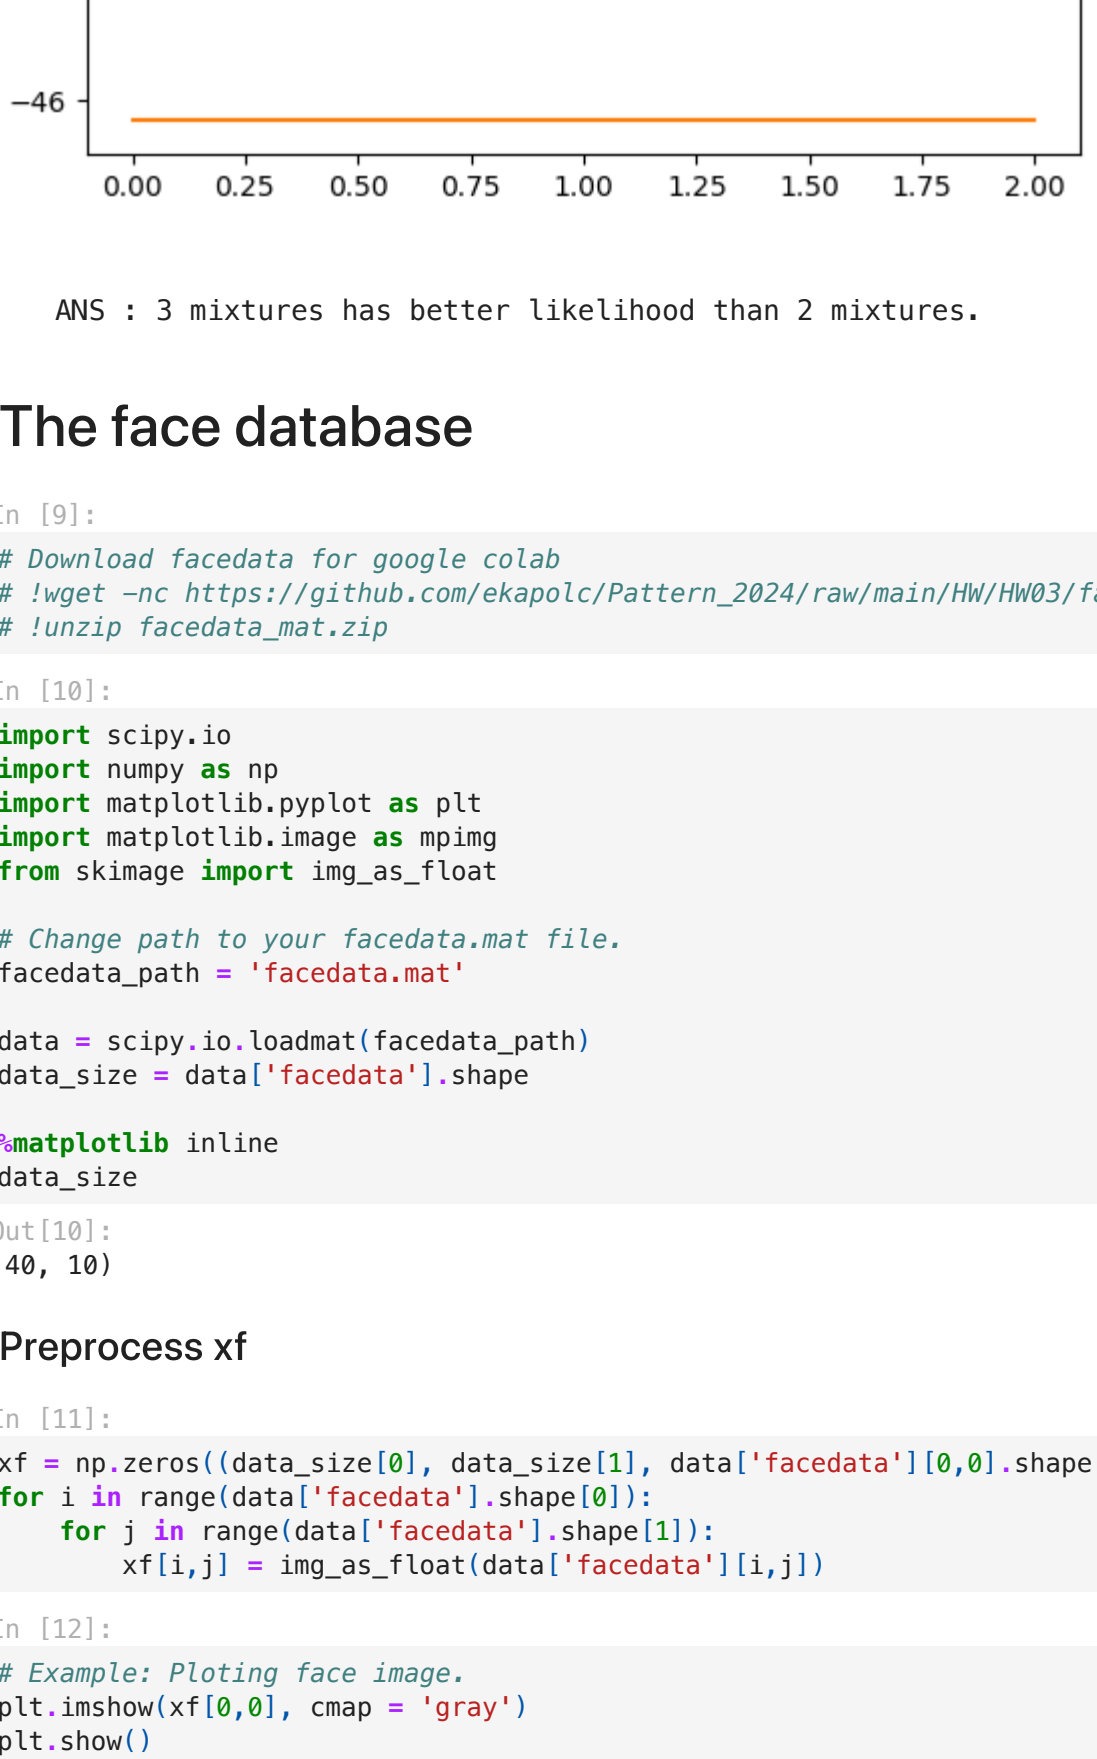 −46
0.00 0.25 0.50 0.75 1.00 1.25 1.50 1.75 2.00
ANS : 3 mixtures has better likelihood than 2 mixtures.
The face database
In [9]:
# Download facedata for google colab
# !wget -nc https://github.com/ekapolc/Pattern_2024/raw/main/HW/HW03/fa
# !unzip facedata_mat.zip
In [10]:
import scipy.io
import numpy as np
import matplotlib.pyplot as plt
import matplotlib.image as mpimg
from skimage import img_as_float
# Change path to your facedata.mat file.
facedata_path = 'facedata.mat'
data = scipy.io.loadmat(facedata_path)
data_size = data['facedata'].shape
%matplotlib inline
data_size
Out[10]:
40, 10)
Preprocess xf
In [11]:
xf = np.zeros((data_size[0], data_size[1], data['facedata'][0,0].shape
for i in range(data['facedata'].shape[0]):
    for j in range(data['facedata'].shape[1]):
        xf[i,j] = img_as_float(data['facedata'][i,j])
In [12]:
# Example: Ploting face image.
plt.imshow(xf[0,0], cmap = 'gray')
plt.show()